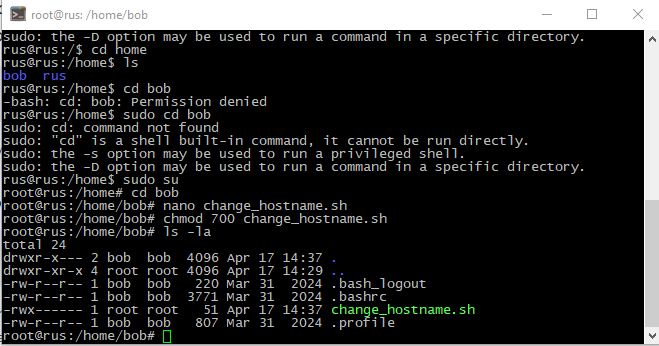 root@rus: /home/bob
sudo: the -D option may be used to run a command in a specific directory.
rus@rus:/$ cd home
rus@rus:/home$ ls
bob  rus
rus@rus:/home$ cd bob
-bash: cd: bob: Permission denied
rus@rus:/home$ sudo cd bob
sudo: cd: command not found
sudo: "cd" is a shell built-in command, it cannot be run directly.
sudo: the -s option may be used to run a privileged shell.
sudo: the -D option may be used to run a command in a specific directory.
rus@rus:/home$ sudo su
root@rus:/home# cd bob
root@rus:/home/bob# nano change_hostname.sh
root@rus:/home/bob# chmod 700 change_hostname.sh
root@rus:/home/bob# ls -la
total 24
drwxr-x--- 2 bob  bob  4096 Apr 17 14:37 .
drwxr-xr-x 4 root root 4096 Apr 17 14:29 ..
-rw-r--r-- 1 bob  bob   220 Mar 31  2024 .bash_logout
-rw-r--r-- 1 bob  bob  3771 Mar 31  2024 .bashrc
-rwx------ 1 root root   51 Apr 17 14:37 change_hostname.sh
-rw-r--r-- 1 bob  bob   807 Mar 31  2024 .profile
root@rus:/home/bob#